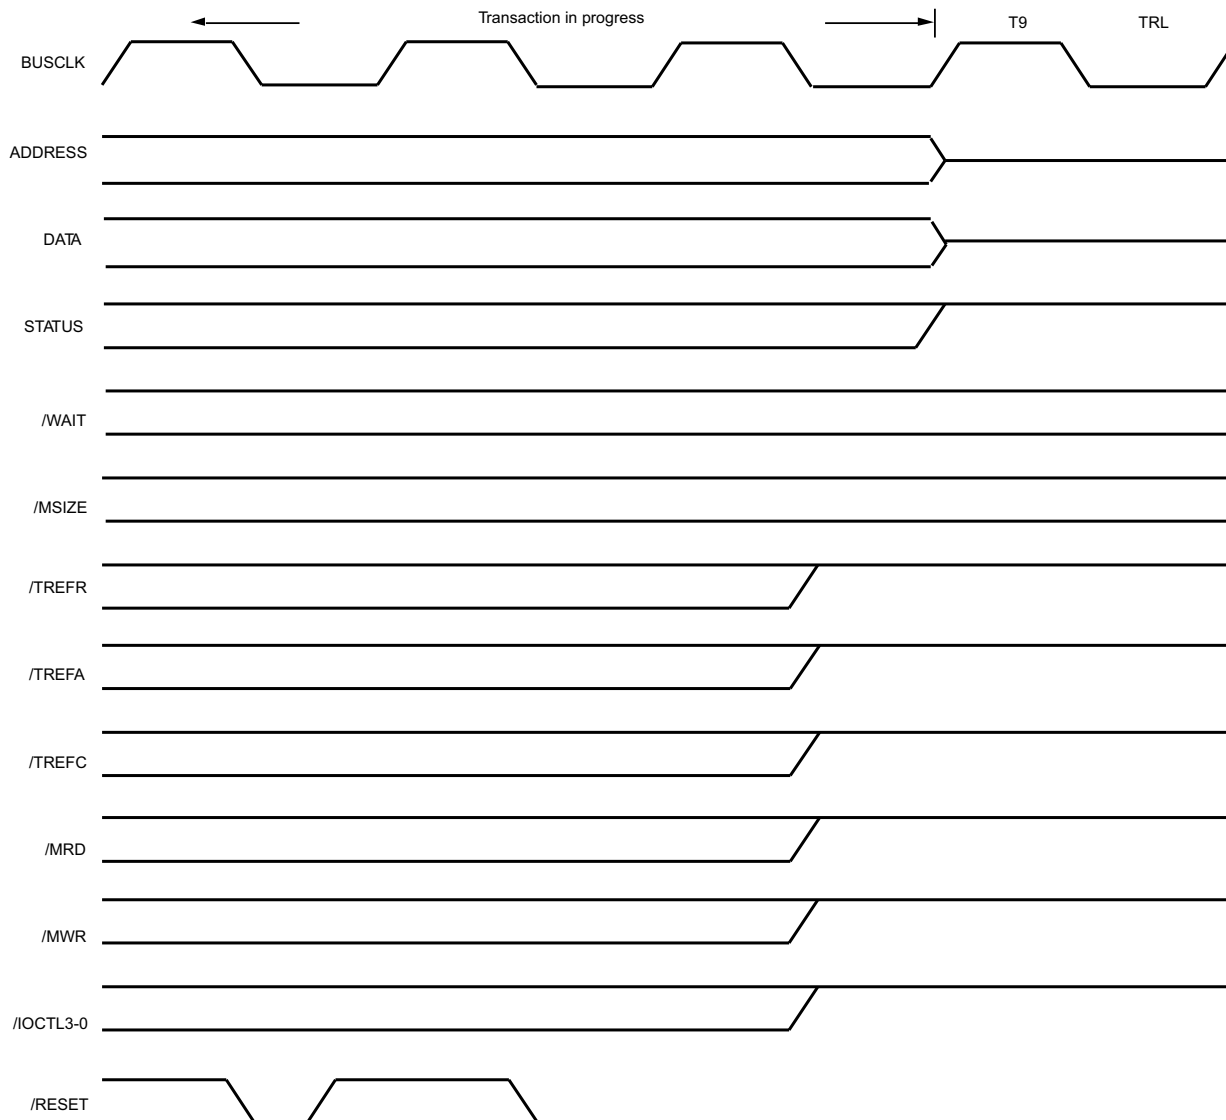 Transaction in progress
T9
TRL
BUSCLK
ADDRESS
DATA
STATUS
/WAIT
/MSIZE
/TREFR
/TREFA
/TREFC
/MRD
/MWR
/IOCTL3-0
/RESET